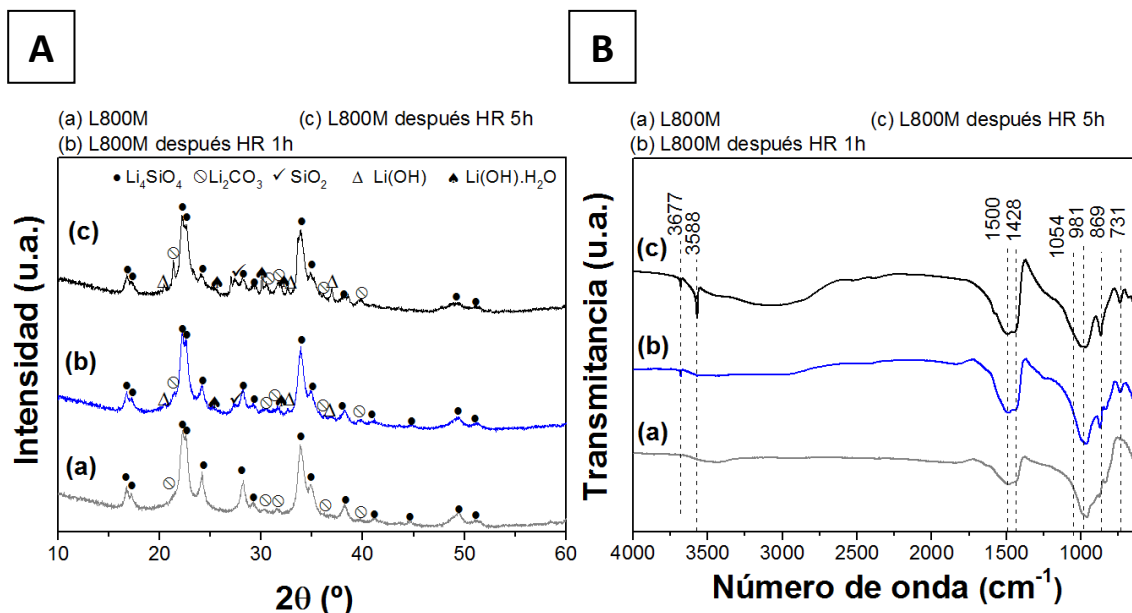 A
(a) L800M (c) L800M después HR 5h
(b) L800M después HR 1h
Li₄SiO₄ Li₂CO₃ SiO₂ Li(OH) Li(OH).H₂O
(c)
(b)
(a)
Intensidad (u.a.)
10 20 30 40 50 60
2θ (º)
B
(a) L800M (c) L800M después HR 5h
(b) L800M después HR 1h
3677
3588
1500
1428
1054
981
869
731
(c)
(b)
(a)
Transmitancia (u.a.)
4000 3500 2500 2000 1500 1000
Número de onda (cm⁻¹)